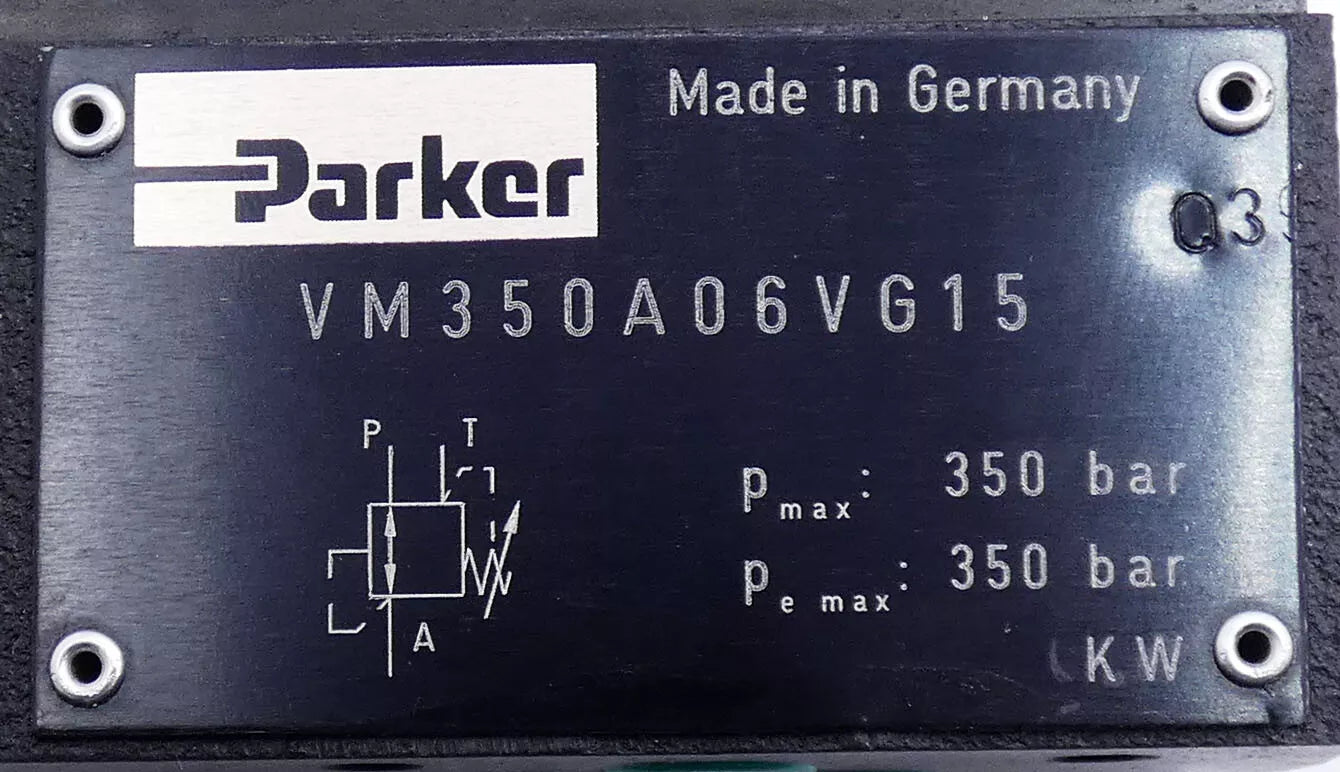 Parker
Made in Germany
Q3
VM350A06VG15
P T
A
pmax: 350 bar
pe max: 350 bar
KW